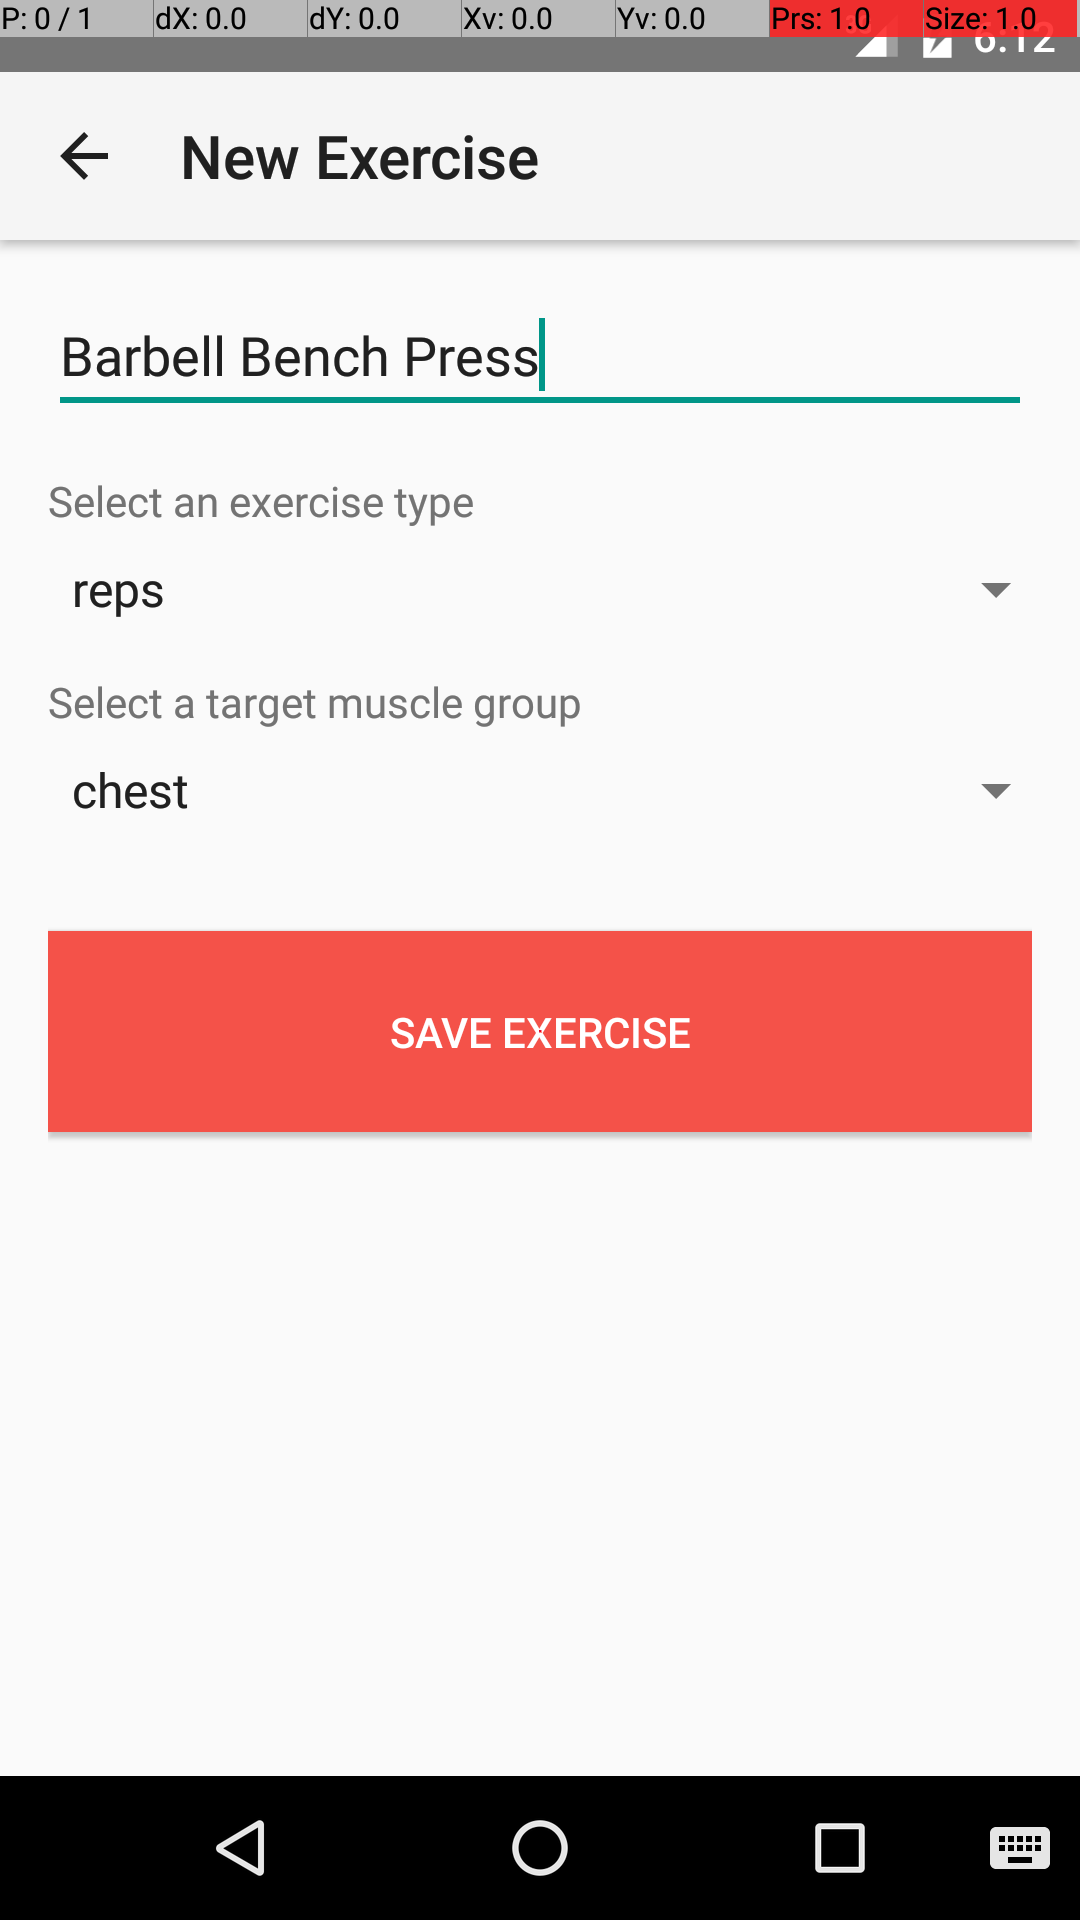 P: 0 / 1 dX: 0.0 dY: 0.0 Xv: 0.0 Yv: 0.0 Prs: 1.0 Size: 1.0
6:12
New Exercise
Barbell Bench Press
Select an exercise type
reps
Select a target muscle group
chest
SAVE EXERCISE